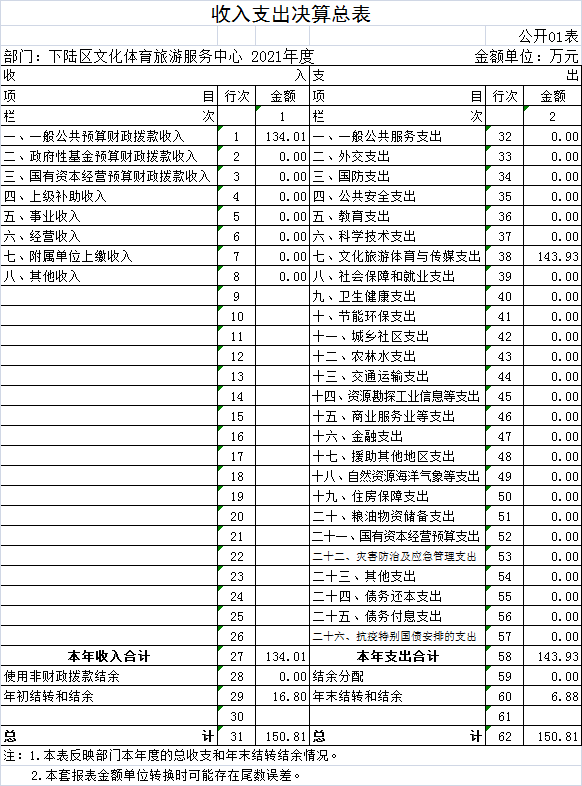 收入支出决算总表
公开01表
部门：下陆区文化体育旅游服务中心 2021年度 金额单位：万元
收 入 支 出
项 目 行次 金额 项 目 行次 金额
栏 次 1 栏 次 2
一、一般公共预算财政拨款收入 1 134.01 一、一般公共服务支出 32 0.00
二、政府性基金预算财政拨款收入 2 0.00 二、外交支出 33 0.00
三、国有资本经营预算财政拨款收入 3 0.00 三、国防支出 34 0.00
四、上级补助收入 4 0.00 四、公共安全支出 35 0.00
五、事业收入 5 0.00 五、教育支出 36 0.00
六、经营收入 6 0.00 六、科学技术支出 37 0.00
七、附属单位上缴收入 7 0.00 七、文化旅游体育与传媒支出 38 143.93
八、其他收入 8 0.00 八、社会保障和就业支出 39 0.00
9 九、卫生健康支出 40 0.00
10 十、节能环保支出 41 0.00
11 十一、城乡社区支出 42 0.00
12 十二、农林水支出 43 0.00
13 十三、交通运输支出 44 0.00
14 十四、资源勘探工业信息等支出 45 0.00
15 十五、商业服务业等支出 46 0.00
16 十六、金融支出 47 0.00
17 十七、援助其他地区支出 48 0.00
18 十八、自然资源海洋气象等支出 49 0.00
19 十九、住房保障支出 50 0.00
20 二十、粮油物资储备支出 51 0.00
21 二十一、国有资本经营预算支出 52 0.00
22 二十二、灾害防治及应急管理支出 53 0.00
23 二十三、其他支出 54 0.00
24 二十四、债务还本支出 55 0.00
25 二十五、债务付息支出 56 0.00
26 二十六、抗疫特别国债安排的支出 57 0.00
本年收入合计 27 134.01 本年支出合计 58 143.93
使用非财政拨款结余 28 0.00 结余分配 59 0.00
年初结转和结余 29 16.80 年末结转和结余 60 6.88
30 61
总 计 31 150.81 总 计 62 150.81
注：1.本表反映部门本年度的总收支和年末结转结余情况。
2.本套报表金额单位转换时可能存在尾数误差。